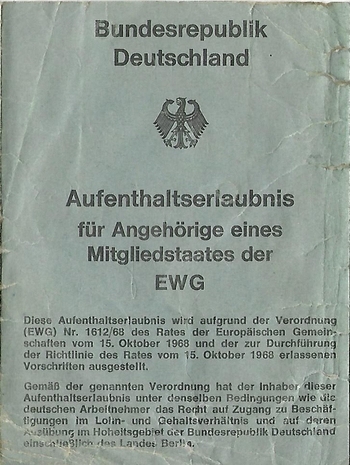 Bundesrepublik
Deutschland
Aufenthaltserlaubnis
für Angehörige eines
Mitgliedstaates der
EWG
Diese Aufenthaltserlaubnis wird aufgrund der Verordnung
(EWG) Nr. 1612/68 des Rates der Europäischen Gemein-
schaften vom 15. Oktober 1968 und der zur Durchführung
der Richtlinie des Rates vom 15. Oktober 1968 erlassenen
Vorschriften ausgestellt.
Gemäß der genannten Verordnung hat der Inhaber dieser
Aufenthaltserlaubnis unter denselben Bedingungen wie die
deutschen Arbeitnehmer das Recht auf Zugang zu Beschäf-
tigungen im Lohn- und Gehaltsverhältnis und auf deren
Ausübung im Hoheitsgebiet der Bundesrepublik Deutschland
einschließlich des Landes Berlin.